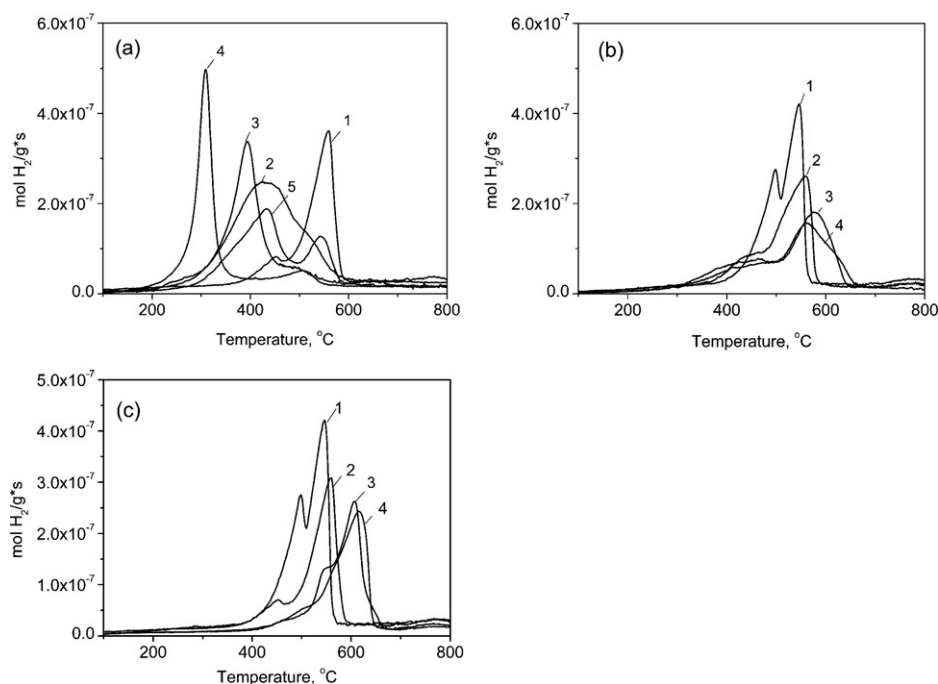 (a)
6.0x10⁻⁷
4.0x10⁻⁷
2.0x10⁻⁷
0.0
mol H₂/g*s
4
3
2
5
1
200 300 400 500 600 700 800
Temperature, °C
(b)
6.0x10⁻⁷
4.0x10⁻⁷
2.0x10⁻⁷
0.0
mol H₂/g*s
1
2
3
4
200 400 600 800
Temperature, °C
(c)
5.0x10⁻⁷
4.0x10⁻⁷
3.0x10⁻⁷
2.0x10⁻⁷
1.0x10⁻⁷
0.0
mol H₂/g*s
1
2
3
4
200 400 600 800
Temperature, °C